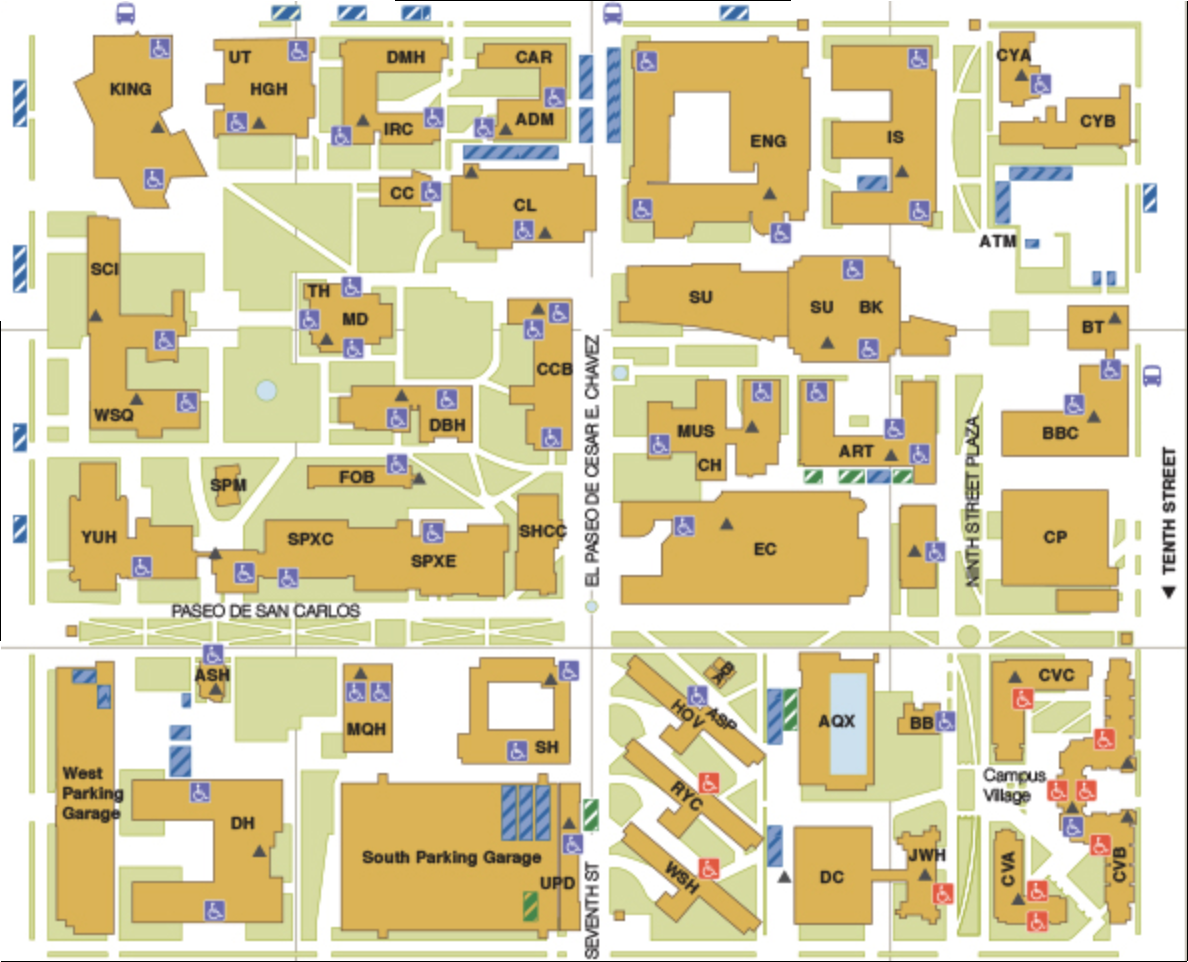 UT
DMH
CAR
CYA
KING
HGH
IRC
ADM
ENG
IS
CYB
CC
CL
ATM
SCI
TH
MD
SU
SU
BK
BT
CCB
EL PASEO DE CESAR E. CHAVEZ
WSQ
DBH
MUS
CH
ART
BBC
NINTH STREET PLAZA
TENTH STREET
SPM
FOB
YUH
SPXC
SPXE
SHCC
EC
CP
PASEO DE SAN CARLOS
ASH
MQH
SH
B
A
HOV
ASP
AQX
BB
CVC
West
Parking
Garage
DH
South Parking Garage
UPD
SEVENTH ST
RYC
WSH
DC
JWH
Campus
Village
CVA
CVB